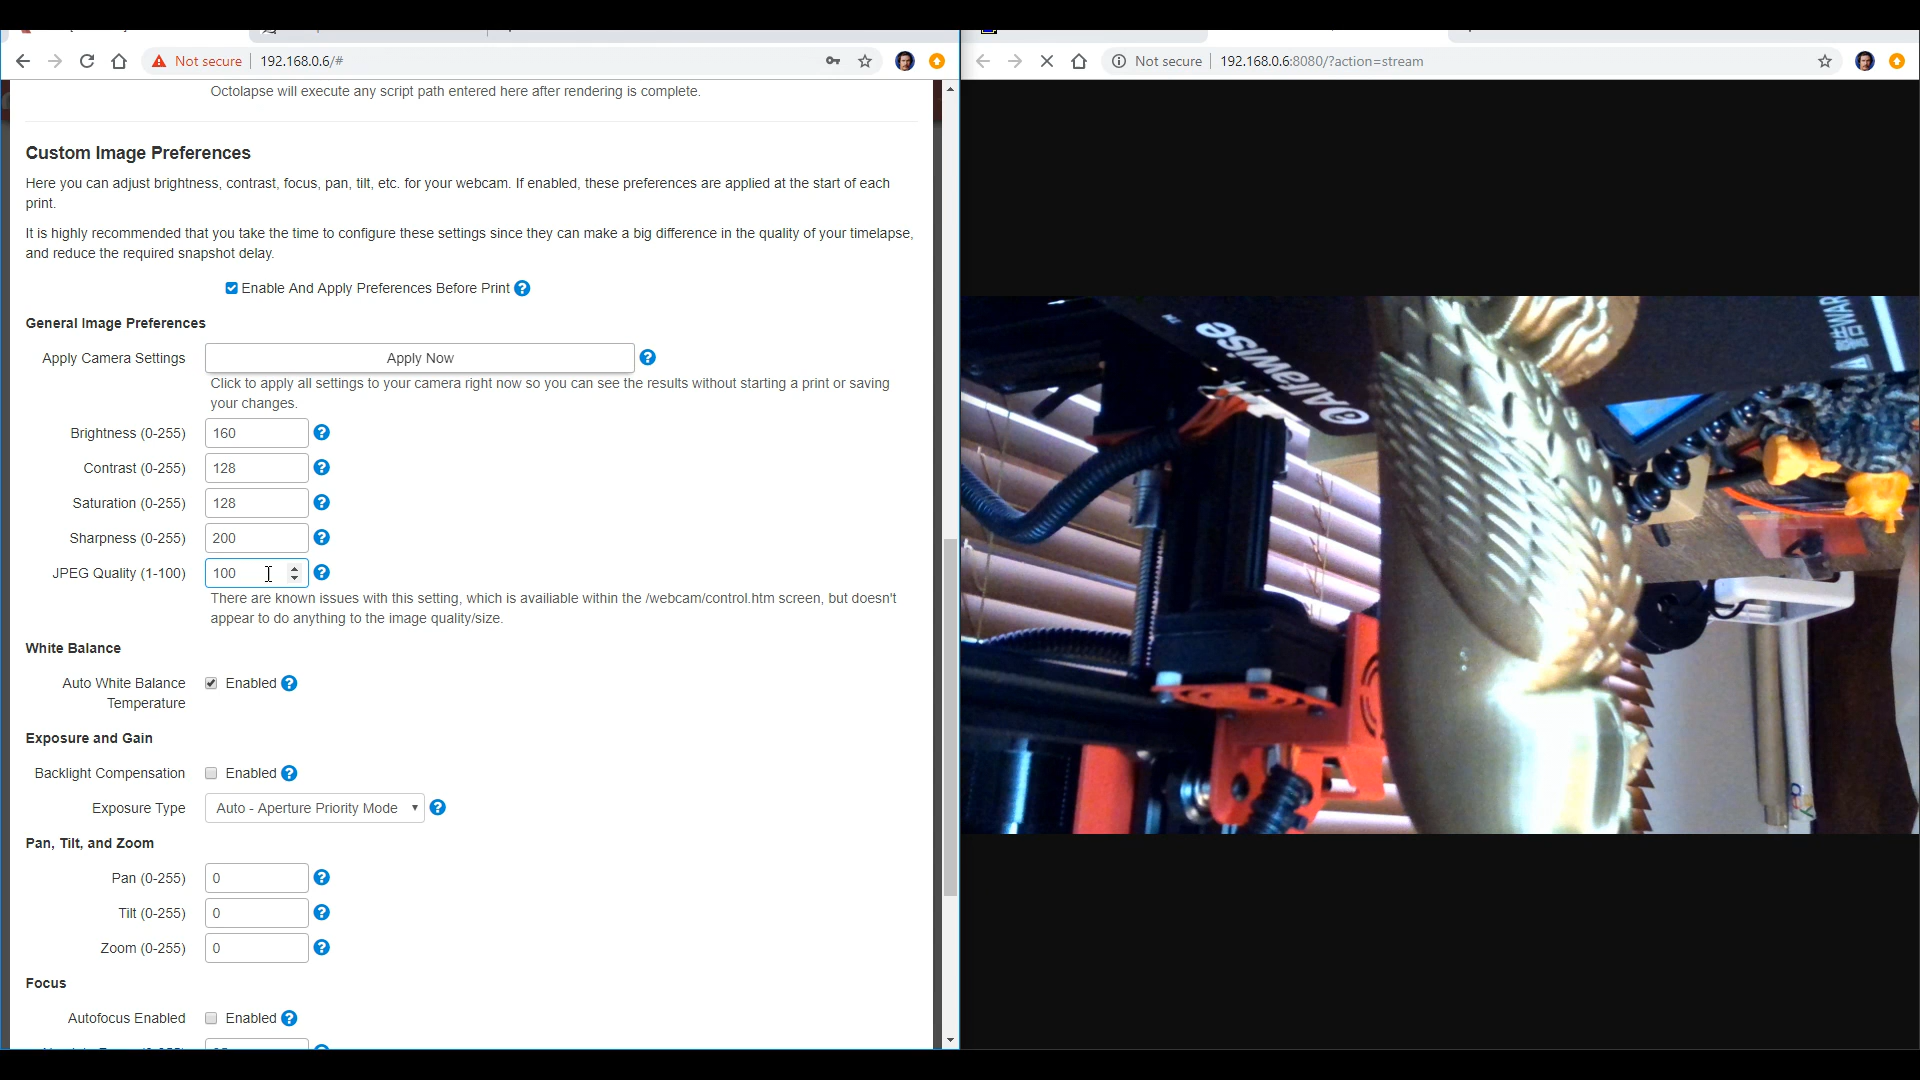 Not secure
192.168.0.6/#
Not secure
192.168.0.6:8080/?action=stream
Octolapse will execute any script path entered here after rendering is complete.
Custom Image Preferences
Here you can adjust brightness, contrast, focus, pan, tilt, etc. for your webcam. If enabled, these preferences are applied at the start of each
print.
It is highly recommended that you take the time to configure these settings since they can make a big difference in the quality of your timelapse,
and reduce the required snapshot delay.
Enable And Apply Preferences Before Print
General Image Preferences
Apply Camera Settings
Apply Now
Click to apply all settings to your camera right now so you can see the results without starting a print or saving
your changes.
Brightness (0-255)
160
Contrast (0-255)
128
Saturation (0-255)
128
Sharpness (0-255)
200
JPEG Quality (1-100)
100
There are known issues with this setting, which is availiable within the /webcam/control.htm screen, but doesn't
appear to do anything to the image quality/size.
White Balance
Auto White Balance
Temperature
Enabled
Exposure and Gain
Backlight Compensation
Enabled
Exposure Type
Auto - Aperture Priority Mode
Pan, Tilt, and Zoom
Pan (0-255)
0
Tilt (0-255)
0
Zoom (0-255)
0
Focus
Autofocus Enabled
Enabled
Alfawise
TM
警告WAR